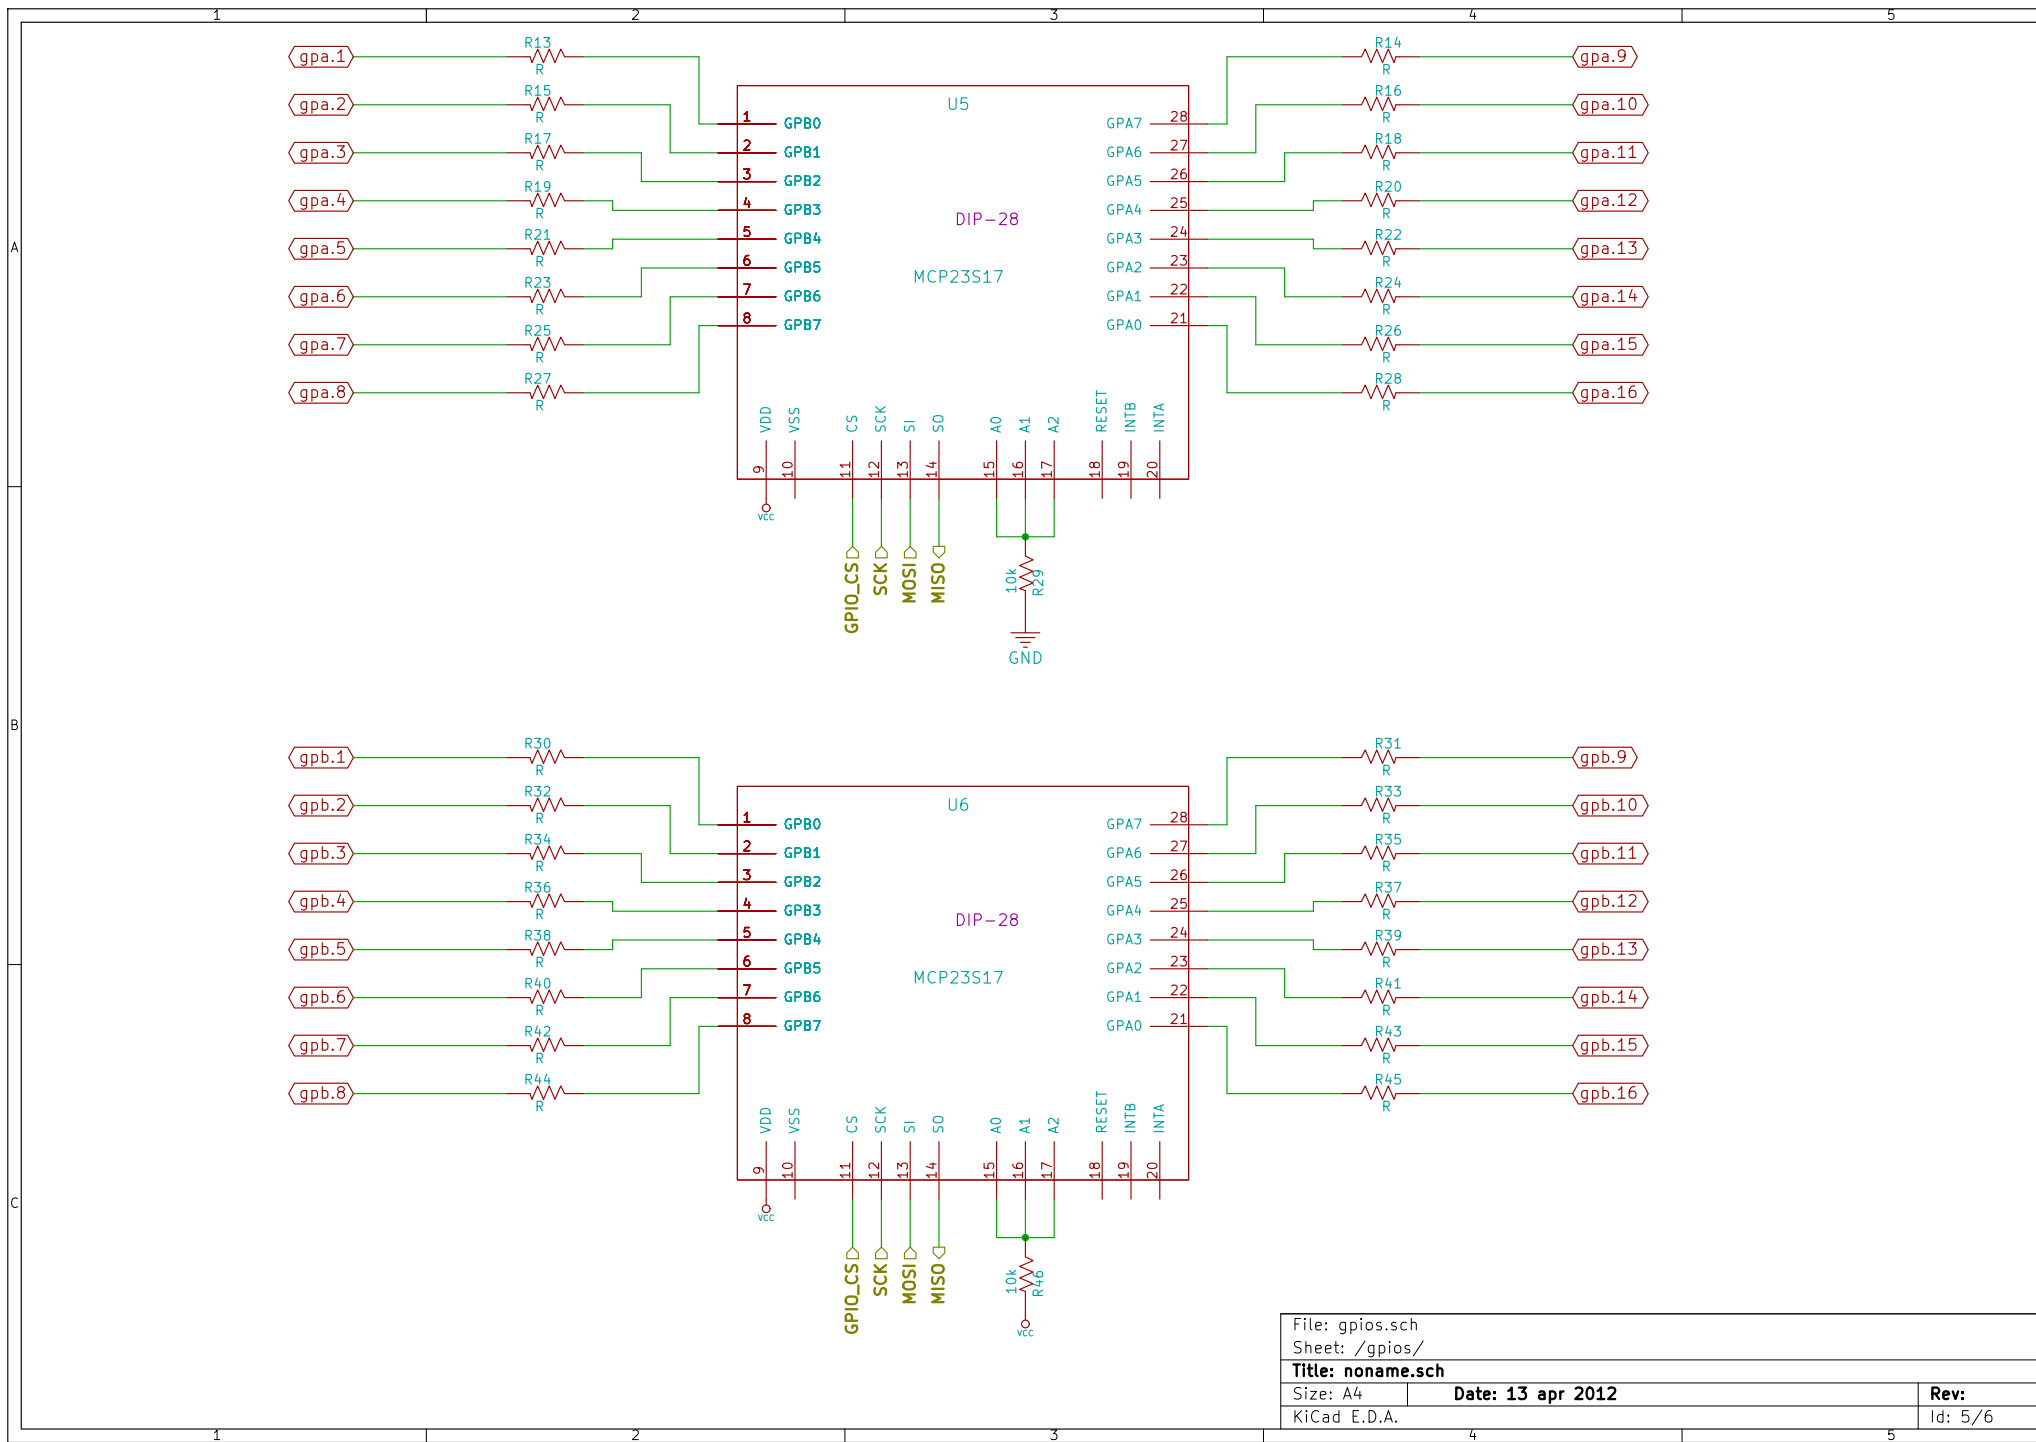 1 2 3 4 5
A
B
C
gpa.1 R13 R
gpa.2 R15 R
gpa.3 R17 R
gpa.4 R19 R
gpa.5 R21 R
gpa.6 R23 R
gpa.7 R25 R
gpa.8 R27 R
U5
DIP-28
MCP23S17
1 GPB0
2 GPB1
3 GPB2
4 GPB3
5 GPB4
6 GPB5
7 GPB6
8 GPB7
GPA7 28
GPA6 27
GPA5 26
GPA4 25
GPA3 24
GPA2 23
GPA1 22
GPA0 21
R14 R gpa.9
R16 R gpa.10
R18 R gpa.11
R20 R gpa.12
R22 R gpa.13
R24 R gpa.14
R26 R gpa.15
R28 R gpa.16
VDD VSS CS SCK SI SO A0 A1 A2 RESET INTB INTA
9 10 11 12 13 14 15 16 17 18 19 20
VCC
GPIO_CS SCK MOSI MISO
10k R29
GND
gpb.1 R30 R
gpb.2 R32 R
gpb.3 R34 R
gpb.4 R36 R
gpb.5 R38 R
gpb.6 R40 R
gpb.7 R42 R
gpb.8 R44 R
U6
DIP-28
MCP23S17
1 GPB0
2 GPB1
3 GPB2
4 GPB3
5 GPB4
6 GPB5
7 GPB6
8 GPB7
GPA7 28
GPA6 27
GPA5 26
GPA4 25
GPA3 24
GPA2 23
GPA1 22
GPA0 21
R31 R gpb.9
R33 R gpb.10
R35 R gpb.11
R37 R gpb.12
R39 R gpb.13
R41 R gpb.14
R43 R gpb.15
R45 R gpb.16
VDD VSS CS SCK SI SO A0 A1 A2 RESET INTB INTA
9 10 11 12 13 14 15 16 17 18 19 20
VCC
GPIO_CS SCK MOSI MISO
10k R46
VCC
File: gpios.sch
Sheet: /gpios/
Title: noname.sch
Size: A4 Date: 13 apr 2012 Rev:
KiCad E.D.A. Id: 5/6
1 2 3 4 5